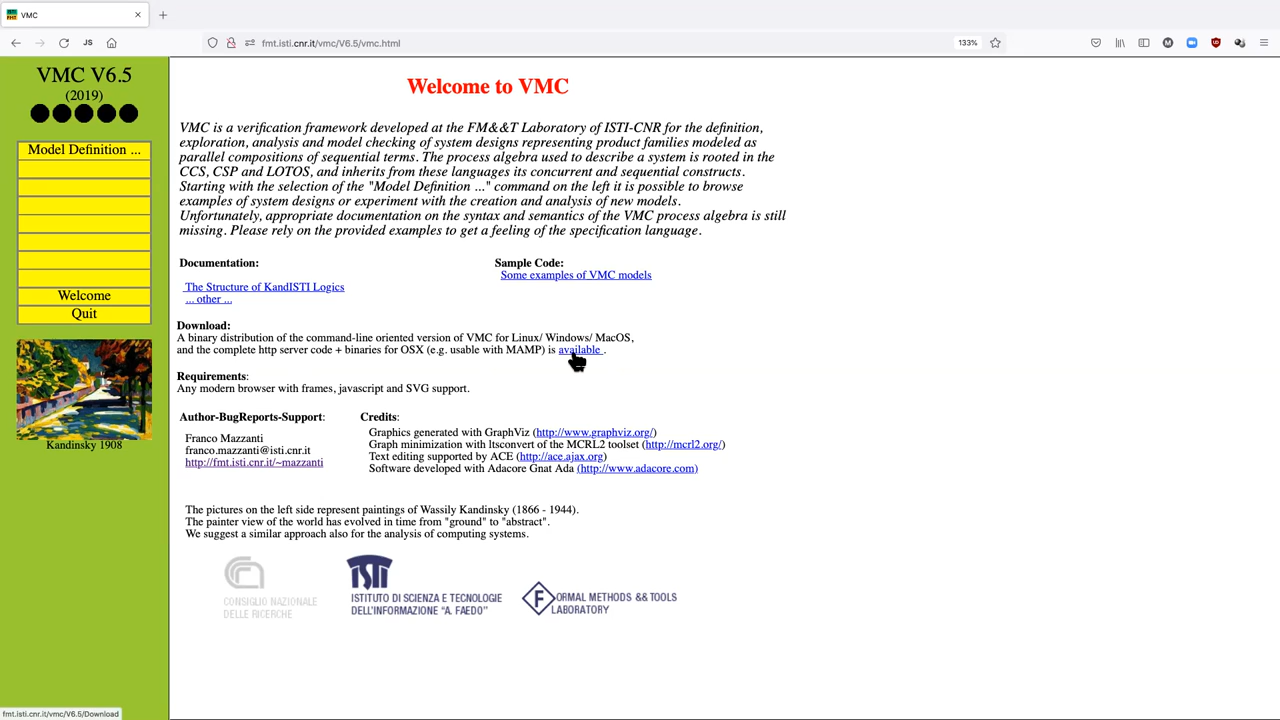 VMC
JS
fmt.isti.cnr.it/vmc/V6.5/vmc.html
133%
VMC V6.5
(2019)
Model Definition ...
Welcome
Quit
Kandinsky 1908
Welcome to VMC
VMC is a verification framework developed at the FM&&T Laboratory of ISTI-CNR for the definition,
exploration, analysis and model checking of system designs representing product families modeled as
parallel compositions of sequential terms. The process algebra used to describe a system is rooted in the
CCS, CSP and LOTOS, and inherits from these languages its concurrent and sequential constructs.
Starting with the selection of the "Model Definition ..." command on the left it is possible to browse
examples of system designs or experiment with the creation and analysis of new models.
Unfortunately, appropriate documentation on the syntax and semantics of the VMC process algebra is still
missing. Please rely on the provided examples to get a feeling of the specification language.
Documentation:
The Structure of KandISTI Logics
... other ...
Sample Code:
Some examples of VMC models
Download:
A binary distribution of the command-line oriented version of VMC for Linux/ Windows/ MacOS,
and the complete http server code + binaries for OSX (e.g. usable with MAMP) is available .
Requirements:
Any modern browser with frames, javascript and SVG support.
Author-BugReports-Support:
Franco Mazzanti
franco.mazzanti@isti.cnr.it
http://fmt.isti.cnr.it/~mazzanti
Credits:
Graphics generated with GraphViz (http://www.graphviz.org/)
Graph minimization with ltsconvert of the MCRL2 toolset (http://mcrl2.org/)
Text editing supported by ACE (http://ace.ajax.org)
Software developed with Adacore Gnat Ada (http://www.adacore.com)
The pictures on the left side represent paintings of Wassily Kandinsky (1866 - 1944).
The painter view of the world has evolved in time from "ground" to "abstract".
We suggest a similar approach also for the analysis of computing systems.
CONSIGLIO NAZIONALE
DELLE RICERCHE
ISTI
ISTITUTO DI SCIENZA E TECNOLOGIE
DELL'INFORMAZIONE "A. FAEDO"
FORMAL METHODS && TOOLS
LABORATORY
fmt.isti.cnr.it/vmc/V6.5/Download